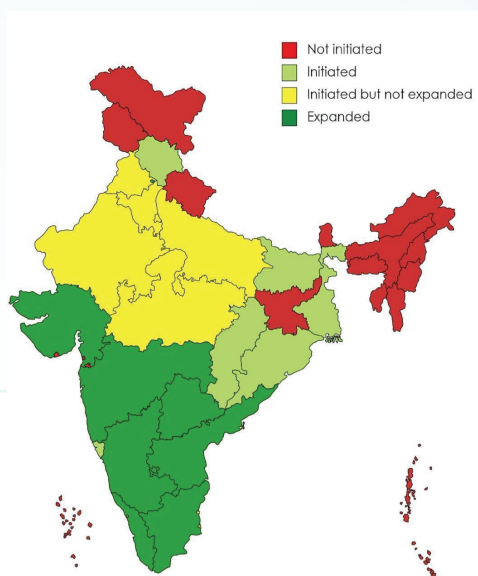 Not initiated
Initiated
Initiated but not expanded
Expanded